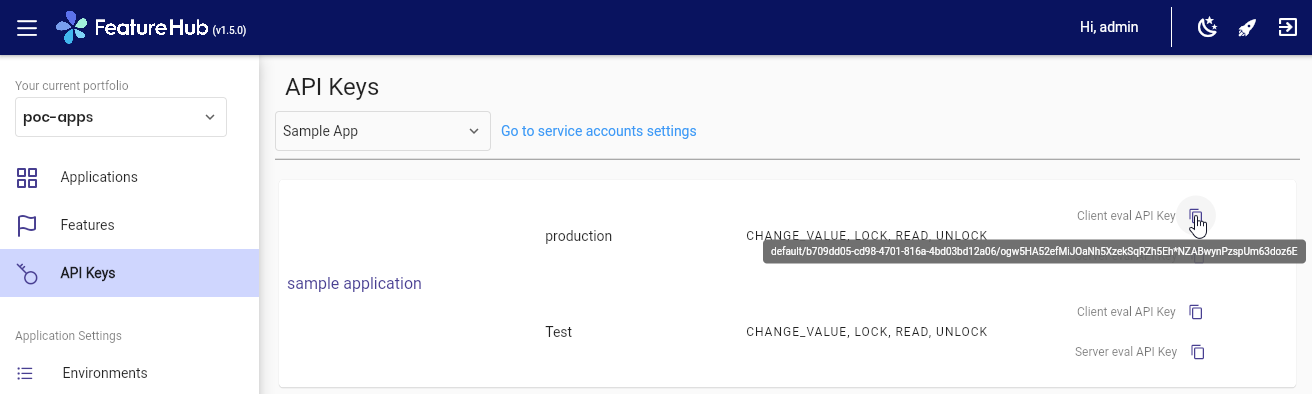 FeatureHub (v1.5.0)
Hi, admin
Your current portfolio
poc-apps
Applications
Features
API Keys
Application Settings
Environments
API Keys
Sample App
Go to service accounts settings
sample application
production
CHANGE_VALUE, LOCK, READ, UNLOCK
Client eval API Key
default/b709dd05-cd98-4701-816a-4bd03bd12a06/ogw5HA52efMiJOaNh5XzekSqRZh5Eh*NZABwynPzspUm63doz6E
Test
CHANGE_VALUE, LOCK, READ, UNLOCK
Client eval API Key
Server eval API Key